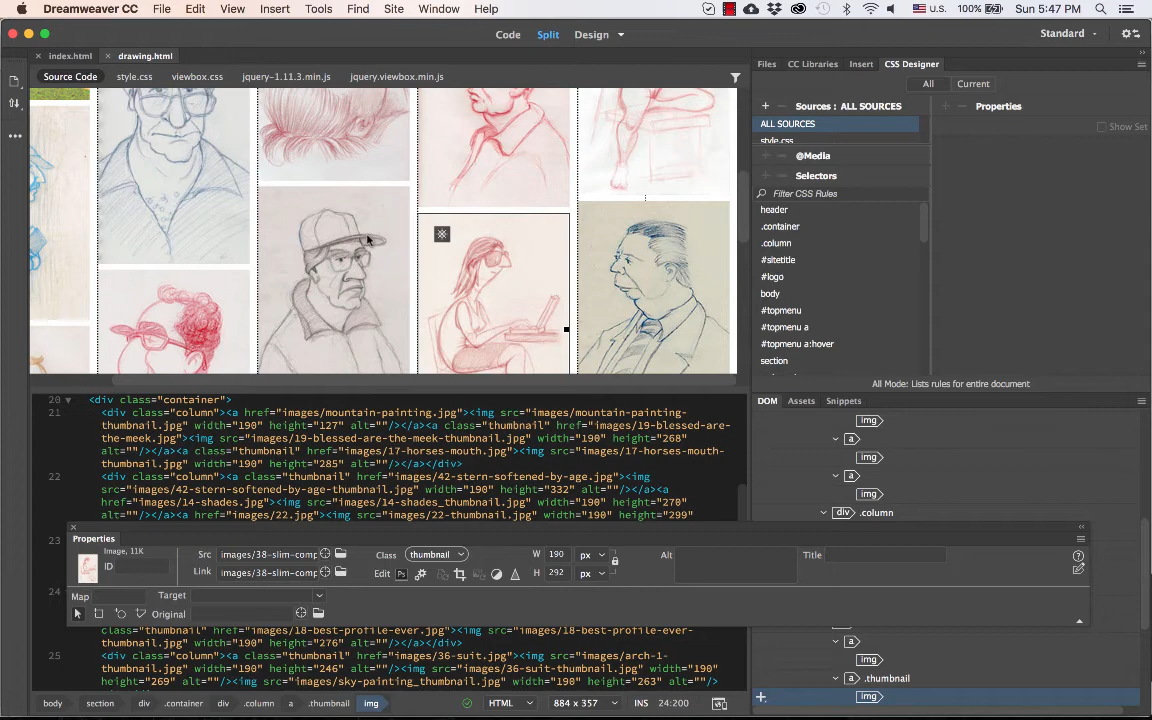 Dreamweaver CC File Edit View Insert Tools Find Site Window Help U.S. 100% Sun 5:47 PM
Code Split Design Standard
index.html drawing.html
Source Code style.css viewbox.css jquery-1.11.3.min.js jquery.viewbox.min.js
Files CC Libraries Insert CSS Designer
All Current
Sources : ALL SOURCES
Properties
ALL SOURCES
Show Set
style.css
@Media
Selectors
Filter CSS Rules
header
.container
.column
#sitetitle
#logo
body
#topmenu
#topmenu a
#topmenu a:hover
section
All Mode: Lists rules for entire document
DOM Assets Snippets
img
a
img
a
img
div .column
a
img
a .thumbnail
img
20 <div class="container">
21 <div class="column"><a href="images/mountain-painting.jpg"><img src="images/mountain-painting-
thumbnail.jpg" width="190" height="127" alt=""/></a><a class="thumbnail" href="images/19-blessed-are-
the-meek.jpg"><img src="images/19-blessed-are-the-meek-thumbnail.jpg" width="190" height="268"
alt=""/></a><a class="thumbnail" href="images/17-horses-mouth.jpg"><img src="images/17-horses-mouth-
thumbnail.jpg" width="190" height="285" alt=""/></a></div>
22 <div class="column"><a class="thumbnail" href="images/42-stern-softened-by-age.jpg"><img
src="images/42-stern-softened-by-age-thumbnail.jpg" width="190" height="332" alt=""/></a><a
href="images/14-shades.jpg"><img src="images/14-shades_thumbnail.jpg" width="190" height="270"
alt=""/></a><a href="images/22.jpg"><img src="images/22-thumbnail.jpg" width="190" height="299"
23
24
Properties
Image, 11K
ID
Src images/38-slim-comp
Link images/38-slim-comp
Class thumbnail
Edit Ps
W 190 px
H 292 px
Alt
Title
Map
Target
Original
class="thumbnail" href="images/18-best-profile-ever.jpg"><img src="images/18-best-profile-ever-
thumbnail.jpg" width="190" height="276" alt=""/></a></div>
25 <div class="column"><a class="thumbnail" href="images/36-suit.jpg"><img src="images/arch-1-
thumbnail.jpg" width="190" height="246" alt=""/><img src="images/36-suit-thumbnail.jpg" width="190"
height="269" alt=""/><img src="images/sky-painting_thumbnail.jpg" width="190" height="263" alt=""/>
body section div .container div .column a .thumbnail img HTML 884 x 357 INS 24:200